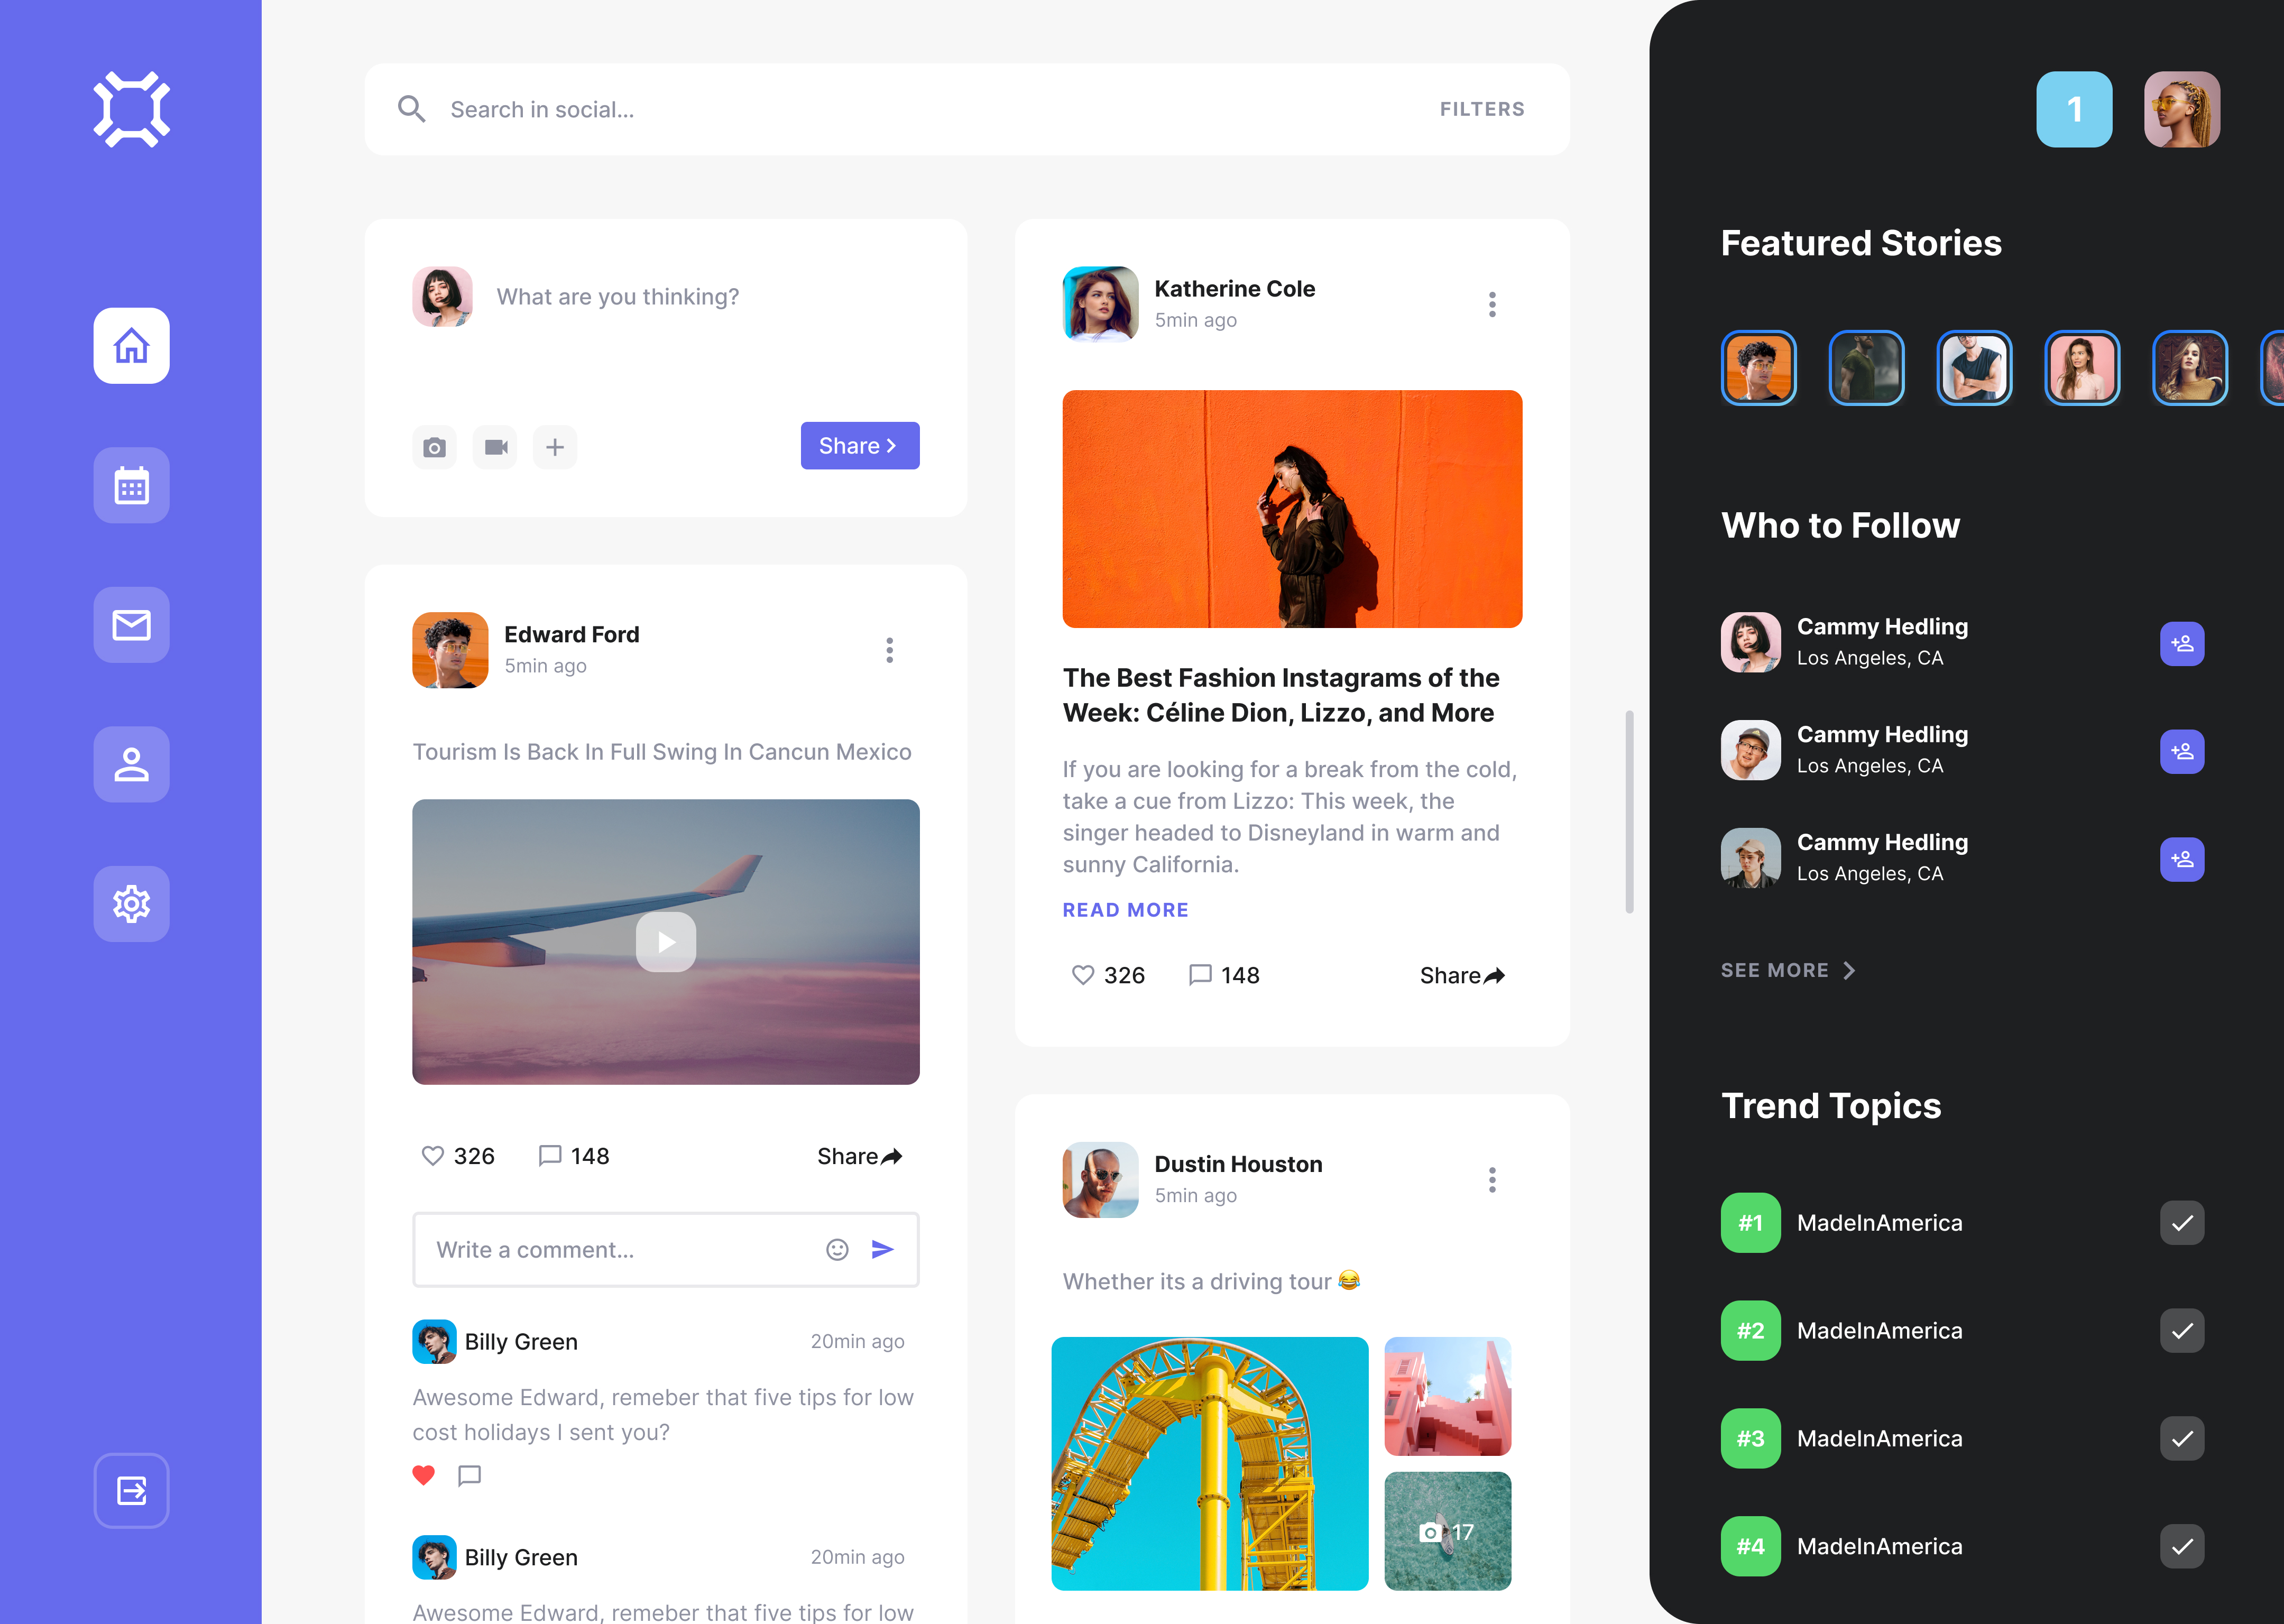 Search in social...
FILTERS
What are you thinking?
Share
Edward Ford
5min ago
Tourism Is Back In Full Swing In Cancun Mexico
326
148
Share
Write a comment...
Billy Green
20min ago
Awesome Edward, remeber that five tips for low
cost holidays I sent you?
Billy Green
20min ago
Awesome Edward, remeber that five tips for low
Katherine Cole
5min ago
The Best Fashion Instagrams of the
Week: Céline Dion, Lizzo, and More
If you are looking for a break from the cold,
take a cue from Lizzo: This week, the
singer headed to Disneyland in warm and
sunny California.
READ MORE
326
148
Share
Dustin Houston
5min ago
Whether its a driving tour 😂
17
1
Featured Stories
Who to Follow
Cammy Hedling
Los Angeles, CA
Cammy Hedling
Los Angeles, CA
Cammy Hedling
Los Angeles, CA
SEE MORE
Trend Topics
#1 MadeInAmerica
#2 MadeInAmerica
#3 MadeInAmerica
#4 MadeInAmerica